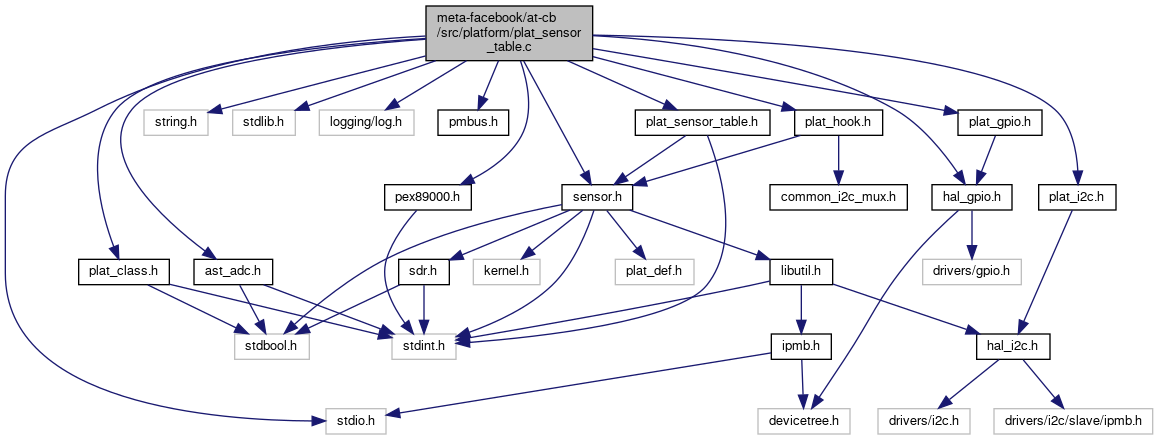 meta-facebook/at-cb
/src/platform/plat_sensor
_table.c
string.h
stdlib.h
logging/log.h
pmbus.h
plat_sensor_table.h
plat_hook.h
plat_gpio.h
pex89000.h
sensor.h
common_i2c_mux.h
hal_gpio.h
plat_i2c.h
plat_class.h
ast_adc.h
sdr.h
kernel.h
plat_def.h
libutil.h
drivers/gpio.h
stdbool.h
stdint.h
ipmb.h
hal_i2c.h
stdio.h
devicetree.h
drivers/i2c.h
drivers/i2c/slave/ipmb.h